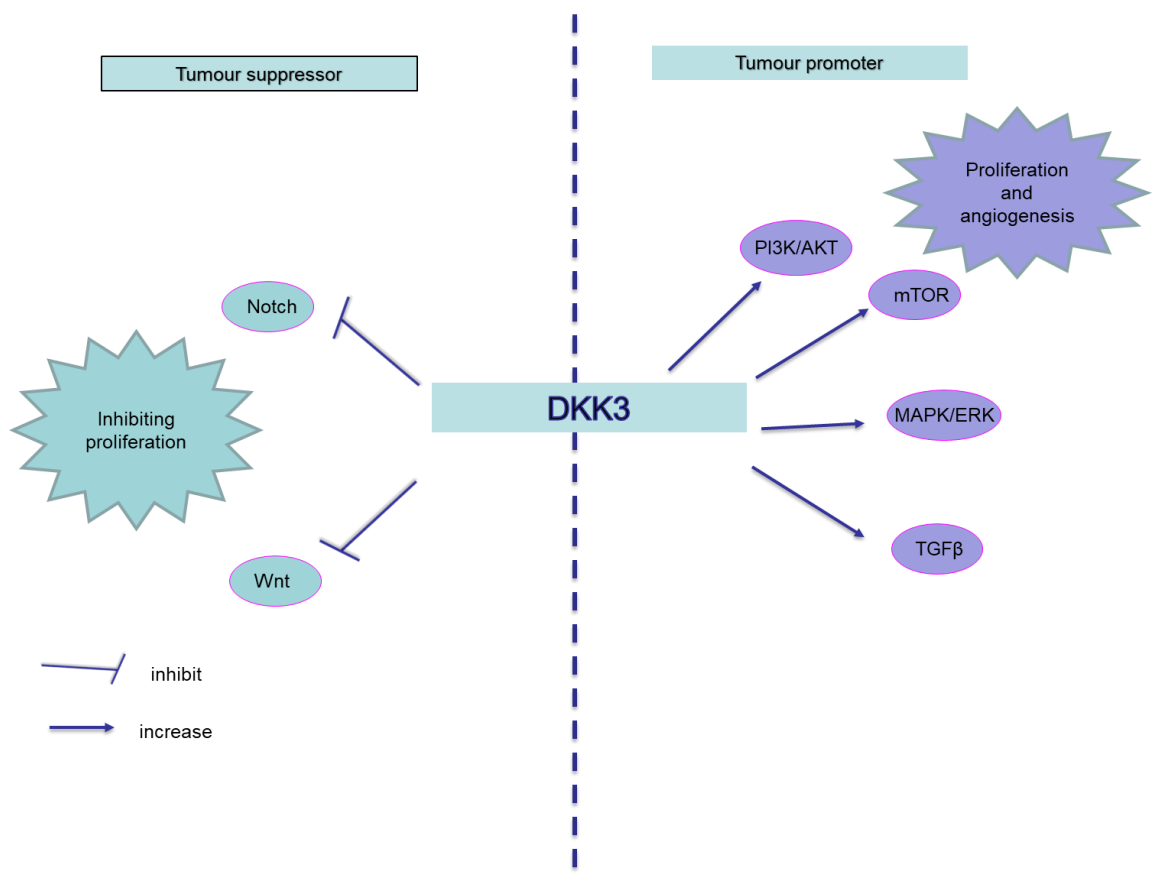 Tumour suppressor
Tumour promoter
Proliferation
and
angiogenesis
PI3K/AKT
mTOR
Notch
DKK3
MAPK/ERK
Inhibiting
proliferation
TGFβ
Wnt
inhibit
increase